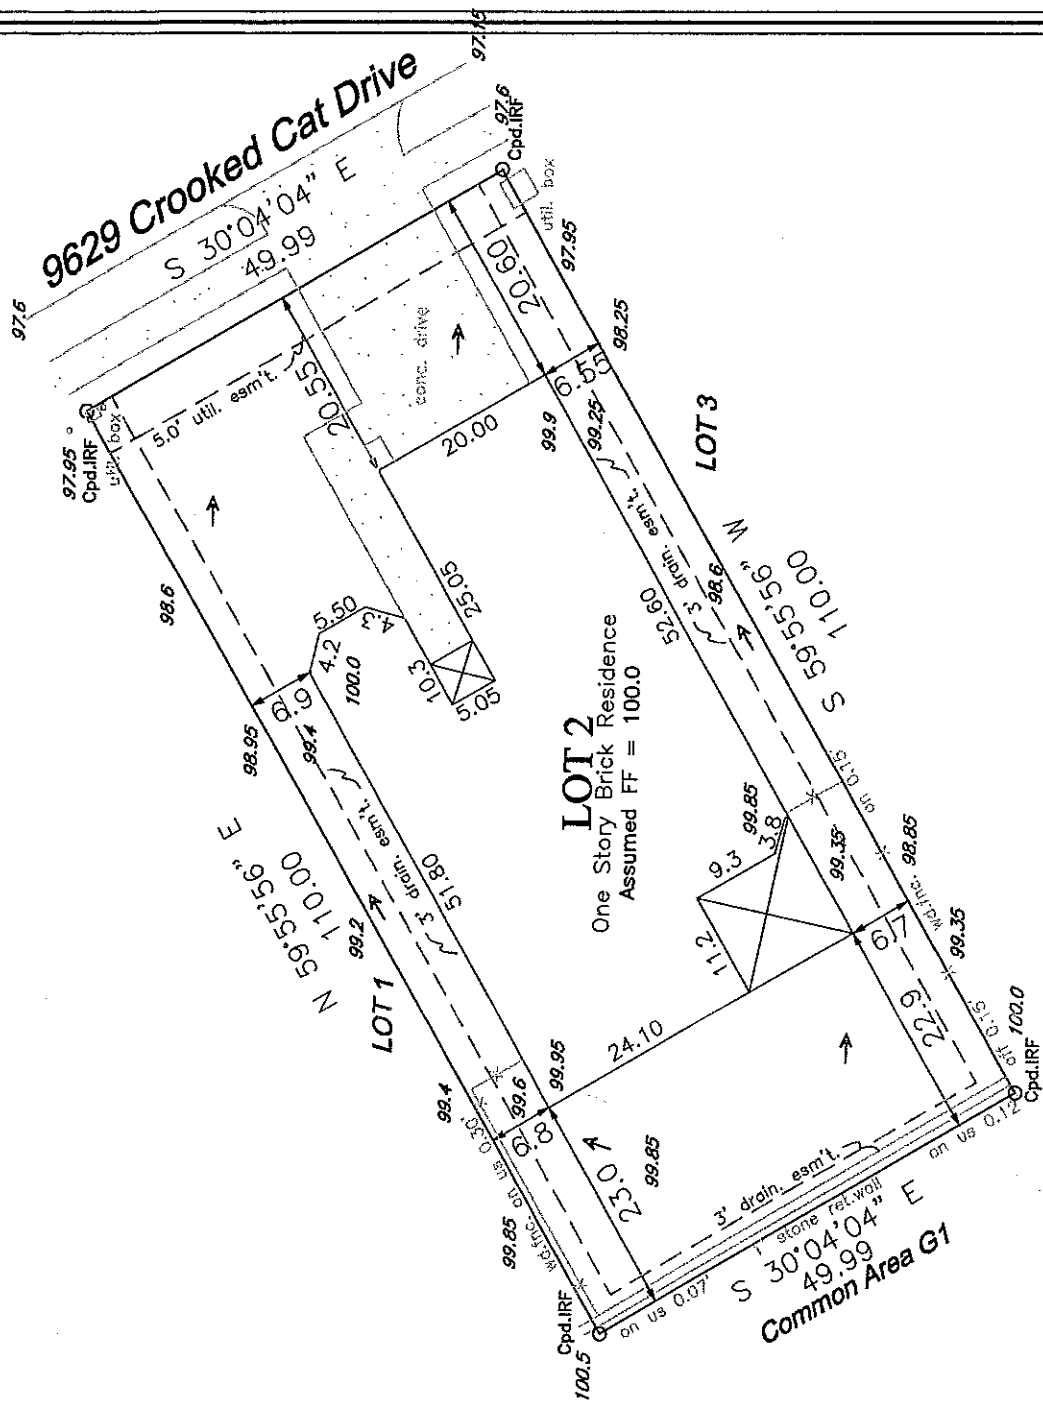 97.15
9629 Crooked Cat Drive
97.6
97.6
Cpd.IRF
S 30°04'04" E
49.99
util. box
97.95
97.95
Cpd.IRF
util. box
5.0' util. esm't.
20.55
conc. drive
20.60
98.25
6.55
99.9
99.25
20.00
LOT 3
98.6
5.50
4.3
4.2
100.0
25.05
10.3
5.05
6.9
98.95
99.4
3' drain. esm't.
98.6
52.60
S 59°55'56" W
110.00
LOT 2
One Story Brick Residence
Assumed FF = 100.0
N 59°55'56" E
110.00
99.2
3' drain. esm't.
51.80
LOT 1
99.85
3.8
9.3
11.2
99.35
on 0.15'
98.85
wd.fnc.
6.7
99.35
22.9
off 0.15'
100.0
Cpd.IRF
24.10
99.95
99.6
99.4
6.8
23.0
99.85
99.85
wd.fnc. on us 0.30'
3' drain. esm't.
1' stone ret.wall
on us 0.12'
on us 0.07'
S 30°04'04" E
49.99
Common Area G1
Cpd.IRF
100.5